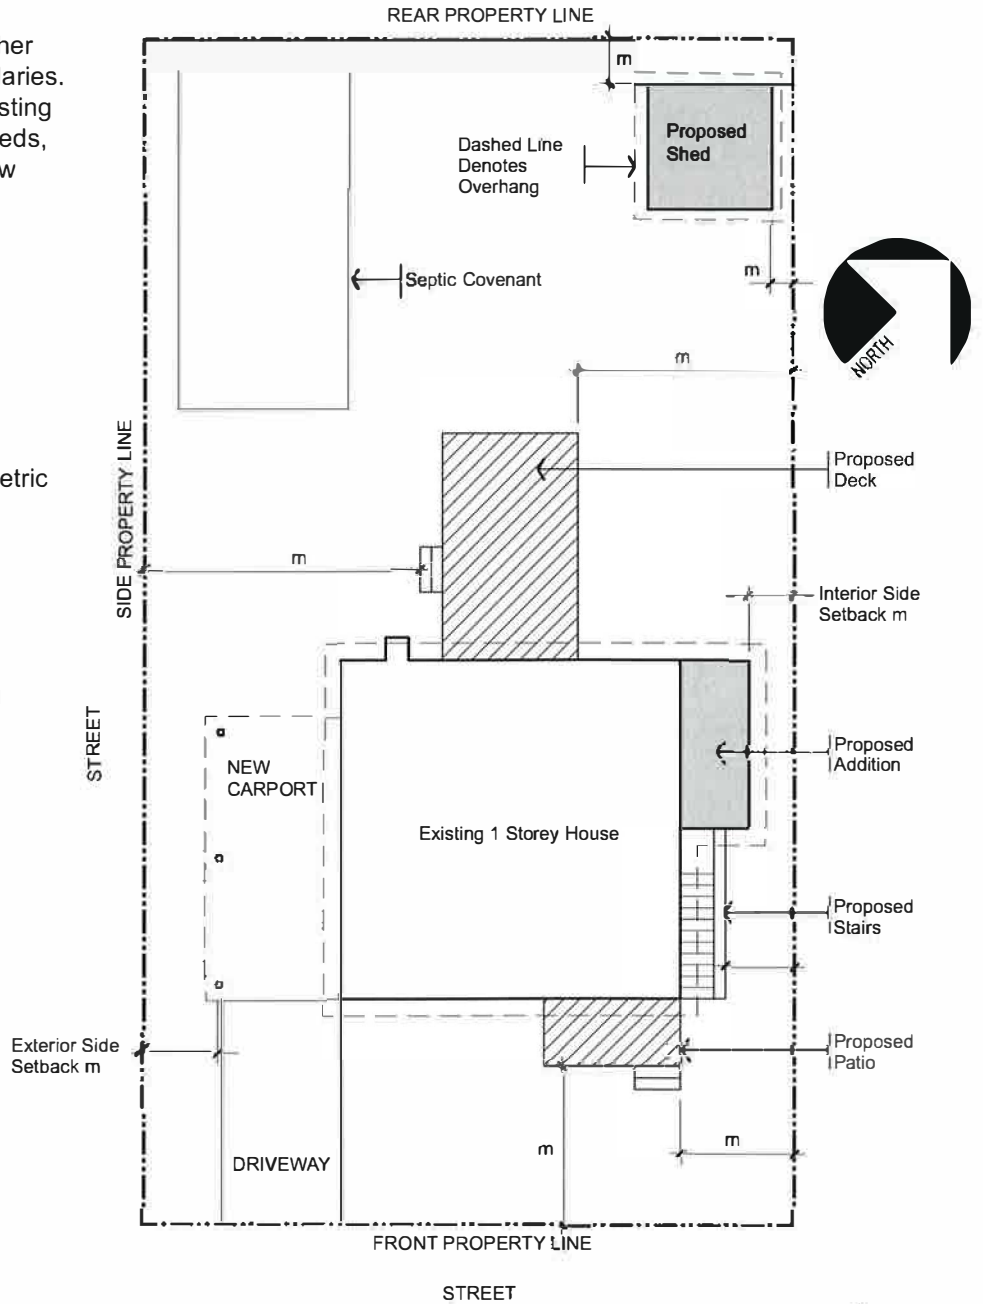 REAR PROPERTY LINE
ner
laries.
sting
eds,
w
m
Proposed
Shed
Dashed Line
Denotes
Overhang
Septic Covenant
m
NORTH
m
SIDE PROPERTY LINE
etric
Proposed
Deck
m
Interior Side
Setback m
STREET
NEW
CARPORT
Proposed
Addition
Existing 1 Storey House
Proposed
Stairs
Exterior Side
Setback m
Proposed
Patio
m
m
DRIVEWAY
FRONT PROPERTY LINE
STREET